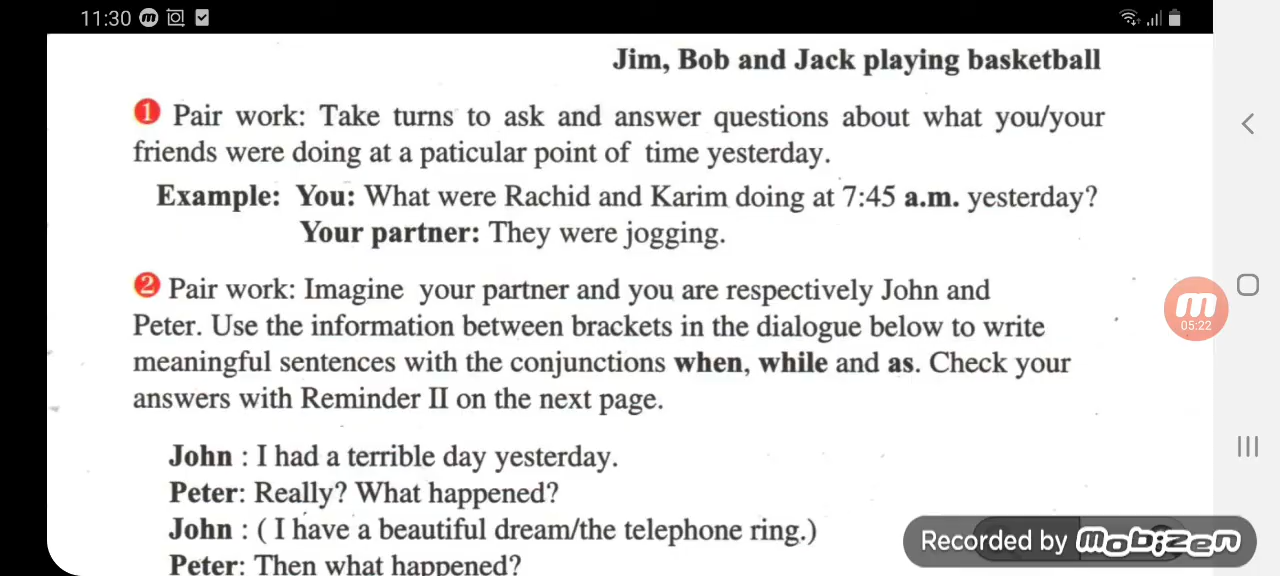 11:30
Jim, Bob and Jack playing basketball
1 Pair work: Take turns to ask and answer questions about what you/your
friends were doing at a paticular point of time yesterday.
Example: You: What were Rachid and Karim doing at 7:45 a.m. yesterday?
Your partner: They were jogging.
2 Pair work: Imagine your partner and you are respectively John and
Peter. Use the information between brackets in the dialogue below to write
meaningful sentences with the conjunctions when, while and as. Check your
answers with Reminder II on the next page.
John : I had a terrible day yesterday.
Peter: Really? What happened?
John : ( I have a beautiful dream/the telephone ring.)
Peter: Then what happened?
05:22
Recorded by mobizen